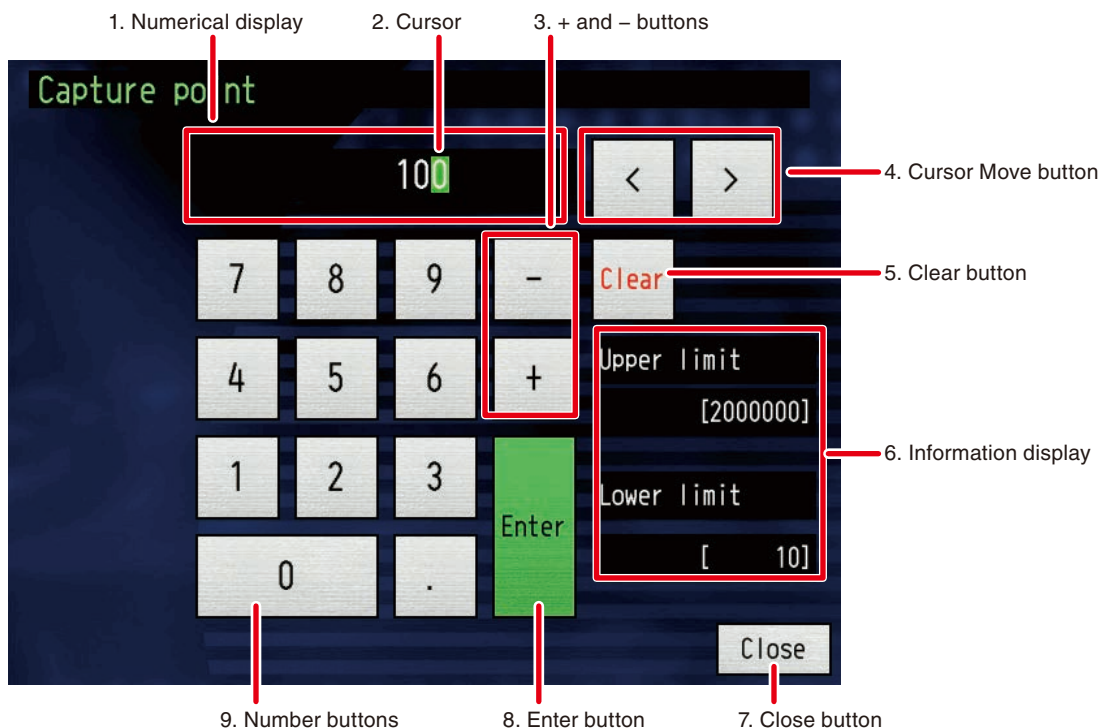 1. Numerical display 2. Cursor 3. + and – buttons
Capture point
100 < >
4. Cursor Move button
7 8 9 - Clear
5. Clear button
4 5 6 + Upper limit
[2000000]
6. Information display
1 2 3 Enter Lower limit
0 . [ 10]
Close
9. Number buttons 8. Enter button 7. Close button